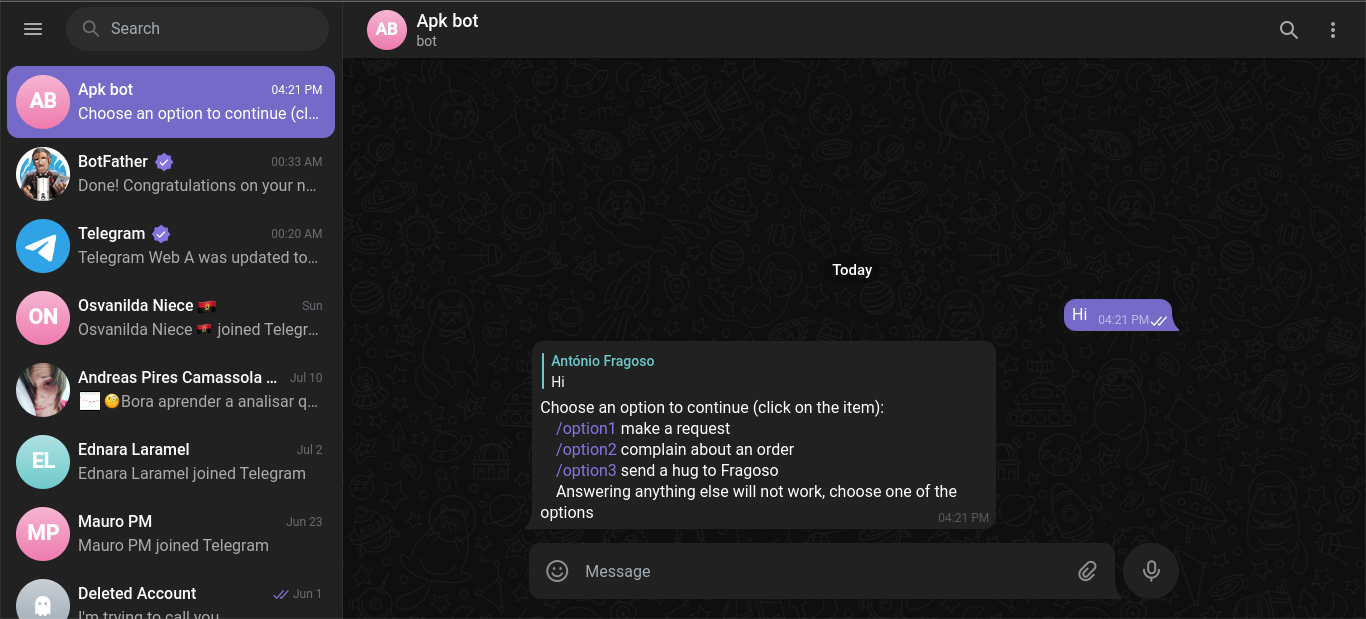 Search
AB
Apk bot
04:21 PM
Choose an option to continue (cl…
BotFather
00:33 AM
Done! Congratulations on your n…
Telegram
00:20 AM
Telegram Web A was updated to…
ON
Osvanilda Niece 🇦🇴
Sun
Osvanilda Niece 🇦🇴 joined Telegr…
Andreas Pires Camassola …
Jul 10
🧐Bora aprender a analisar q…
EL
Ednara Laramel
Jul 2
Ednara Laramel joined Telegram
MP
Mauro PM
Jun 23
Mauro PM joined Telegram
Deleted Account
Jun 1
I'm trying to call you
AB
Apk bot
bot
Today
Hi
04:21 PM
António Fragoso
Hi
Choose an option to continue (click on the item):
/option1 make a request
/option2 complain about an order
/option3 send a hug to Fragoso
Answering anything else will not work, choose one of the
options
04:21 PM
Message